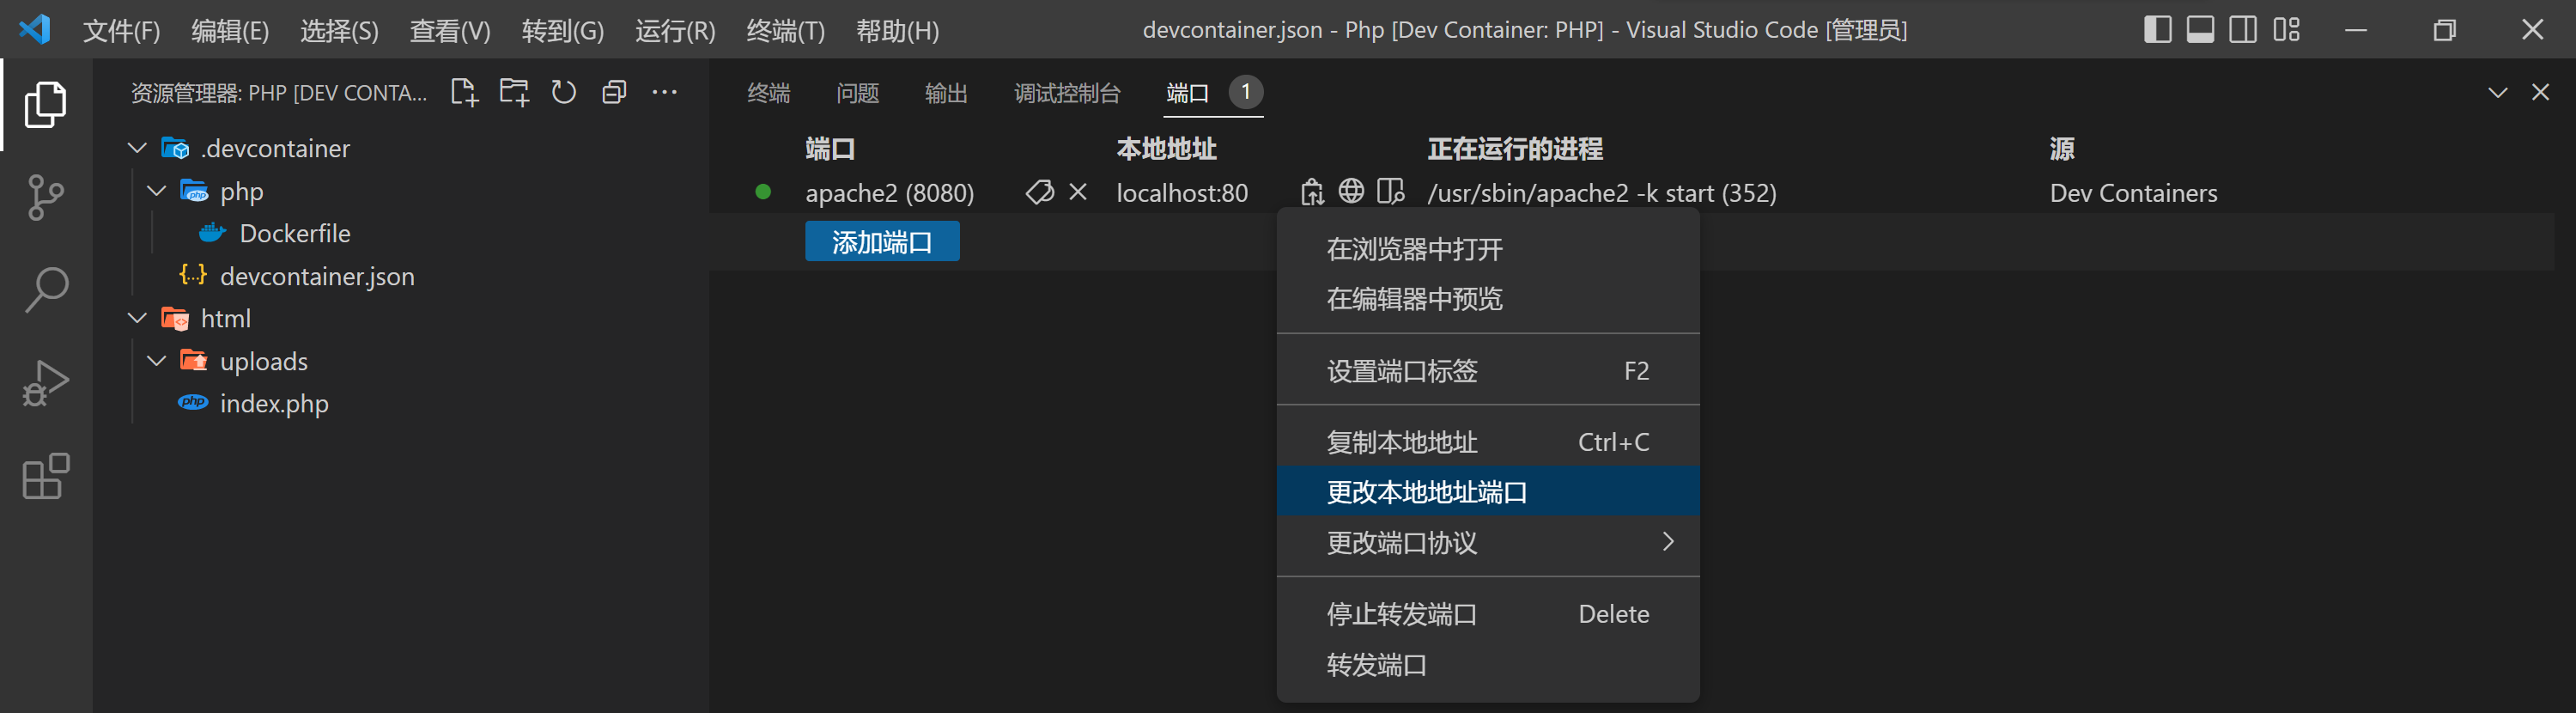 文件(F) 编辑(E) 选择(S) 查看(V) 转到(G) 运行(R) 终端(T) 帮助(H) devcontainer.json - Php [Dev Container: PHP] - Visual Studio Code [管理员]
资源管理器: PHP [DEV CONTA...
.devcontainer
php
Dockerfile
devcontainer.json
html
uploads
php index.php
终端 问题 输出 调试控制台 端口 1
端口 本地地址 正在运行的进程 源
apache2 (8080) localhost:80 /usr/sbin/apache2 -k start (352) Dev Containers
添加端口
在浏览器中打开
在编辑器中预览
设置端口标签 F2
复制本地地址 Ctrl+C
更改本地地址端口
更改端口协议
停止转发端口 Delete
转发端口